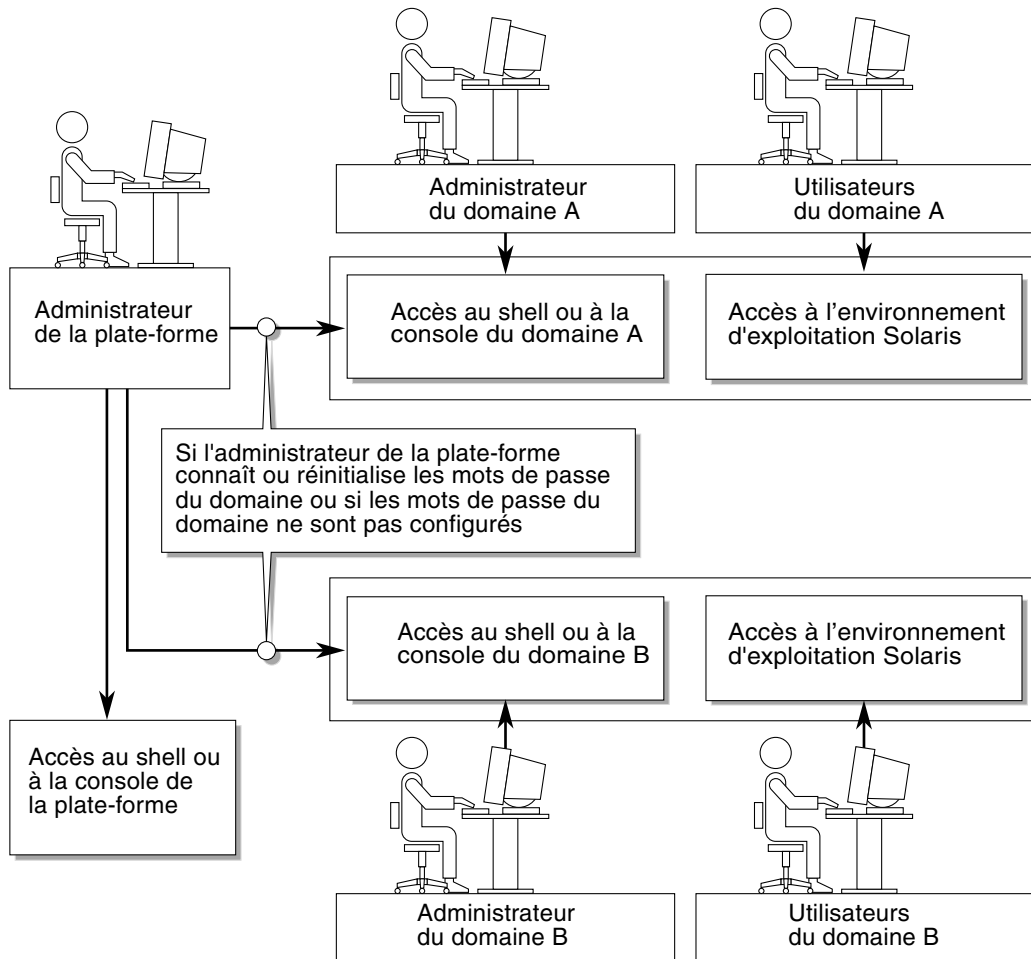 Administrateur
du domaine A
Utilisateurs
du domaine A
Administrateur
de la plate-forme
Accès au shell ou à la
console du domaine A
Accès à l’environnement
d'exploitation Solaris
Si l'administrateur de la plate-forme
connaît ou réinitialise les mots de passe
du domaine ou si les mots de passe du
domaine ne sont pas configurés
Accès au shell ou à la
console du domaine B
Accès à l’environnement
d'exploitation Solaris
Accès au shell ou
à la console de
la plate-forme
Administrateur
du domaine B
Utilisateurs
du domaine B